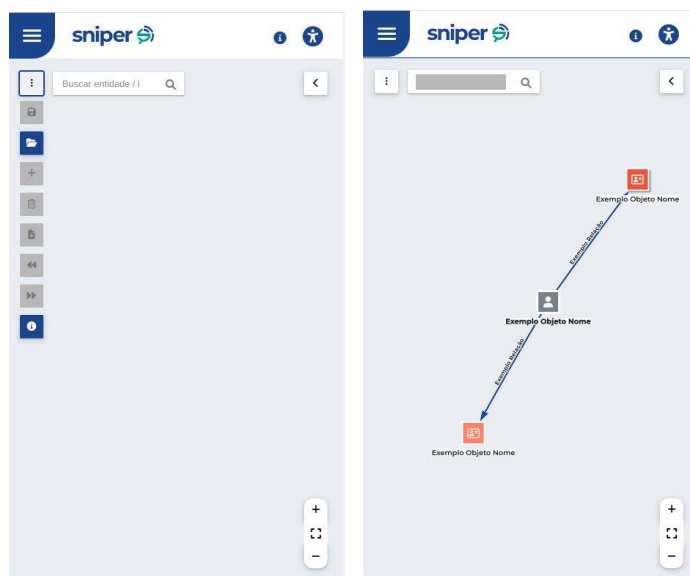 sniper
Buscar entidade / i
sniper
Exemplo Objeto Nome
Exemplo Relação
Exemplo Objeto Nome
Exemplo Relação
Exemplo Objeto Nome